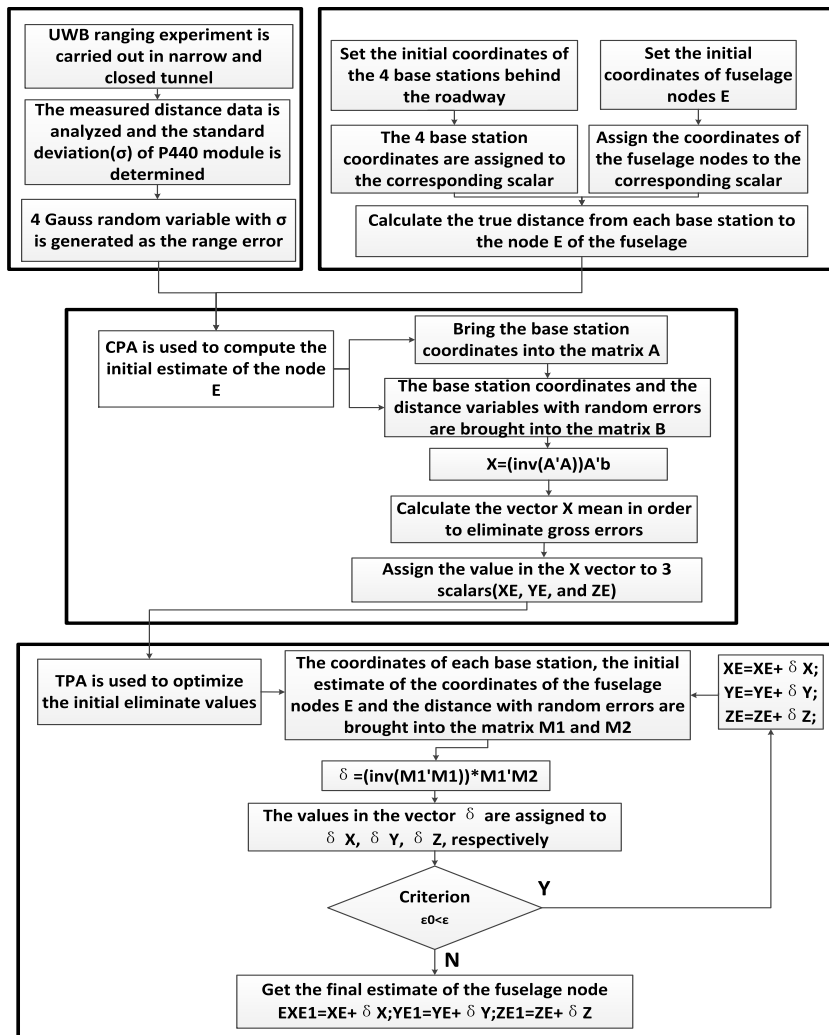 UWB ranging experiment is
carried out in narrow and
closed tunnel
The measured distance data is
analyzed and the standard
deviation(σ) of P440 module is
determined
4 Gauss random variable with σ
is generated as the range error
Set the initial coordinates of
the 4 base stations behind
the roadway
Set the initial
coordinates of fuselage
nodes E
The 4 base station
coordinates are assigned to
the corresponding scalar
Assign the coordinates of
the fuselage nodes to the
corresponding scalar
Calculate the true distance from each base station to
the node E of the fuselage
CPA is used to compute the
initial estimate of the node
E
Bring the base station
coordinates into the matrix A
The base station coordinates and the
distance variables with random errors
are brought into the matrix B
X=(inv(A'A))A'b
Calculate the vector X mean in order
to eliminate gross errors
Assign the value in the X vector to 3
scalars(XE, YE, and ZE)
TPA is used to optimize
the initial eliminate values
The coordinates of each base station, the initial
estimate of the coordinates of the fuselage
nodes E and the distance with random errors are
brought into the matrix M1 and M2
XE=XE+ δ X;
YE=YE+ δ Y;
ZE=ZE+ δ Z;
δ =(inv(M1'M1))*M1'M2
The values in the vector δ are assigned to
δ X, δ Y, δ Z, respectively
Criterion
ε0<ε
Y
N
Get the final estimate of the fuselage node
EXE1=XE+ δ X;YE1=YE+ δ Y;ZE1=ZE+ δ Z